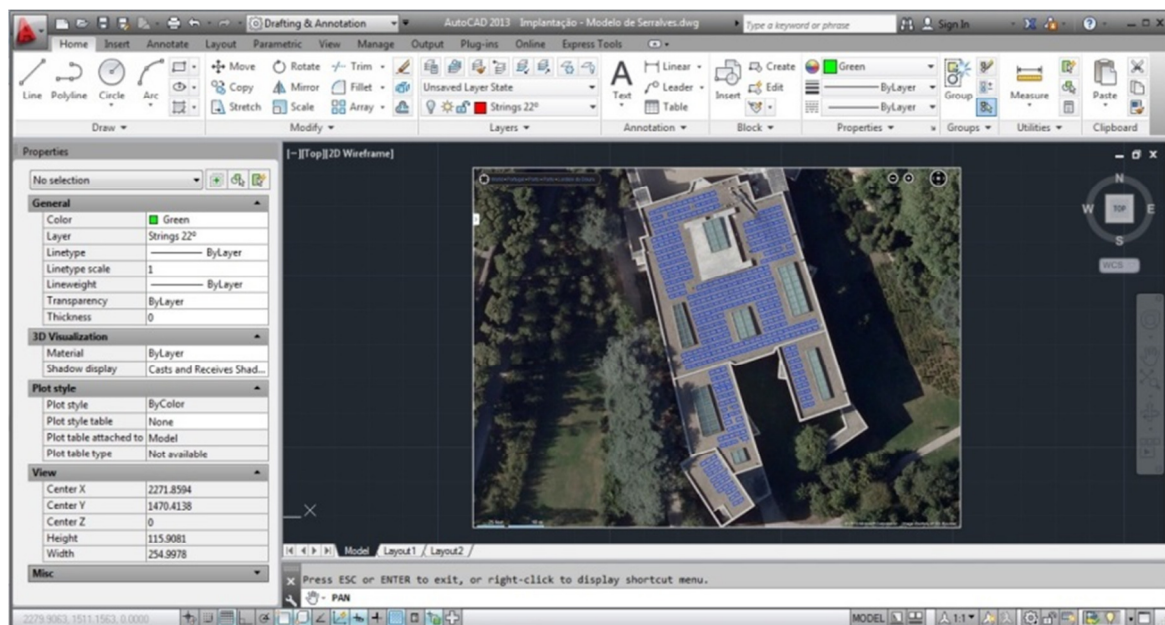 Drafting & Annotation
AutoCAD 2013 Implantação - Modelo de Serralves.dwg
Type a keyword or phrase
Sign In
Home Insert Annotate Layout Parametric View Manage Output Plug-ins Online Express Tools
Line Polyline Circle Arc
Move Rotate Trim
Copy Mirror Fillet
Stretch Scale Array
Unsaved Layer State
Strings 22º
Text
Linear
Leader
Table
Insert
Create
Edit
Green
ByLayer
ByLayer
Group
Measure
Paste
Draw Modify Layers Annotation Block Properties Groups Utilities Clipboard
Properties
No selection
General
Color Green
Layer Strings 22º
Linetype ByLayer
Linetype scale 1
Lineweight ByLayer
Transparency ByLayer
Thickness 0
3D Visualization
Material ByLayer
Shadow display Casts and Receives Shad...
Plot style
Plot style ByColor
Plot style table None
Plot table attached to Model
Plot table type Not available
View
Center X 2271.8594
Center Y 1470.4138
Center Z 0
Height 115.9081
Width 254.9978
Misc
[−][Top][2D Wireframe]
N
W TOP E
S
WCS
X
Model Layout1 Layout2
Press ESC or ENTER to exit, or right-click to display shortcut menu.
PAN
2279.9063, 1511.1563, 0.0000
MODEL 1:1